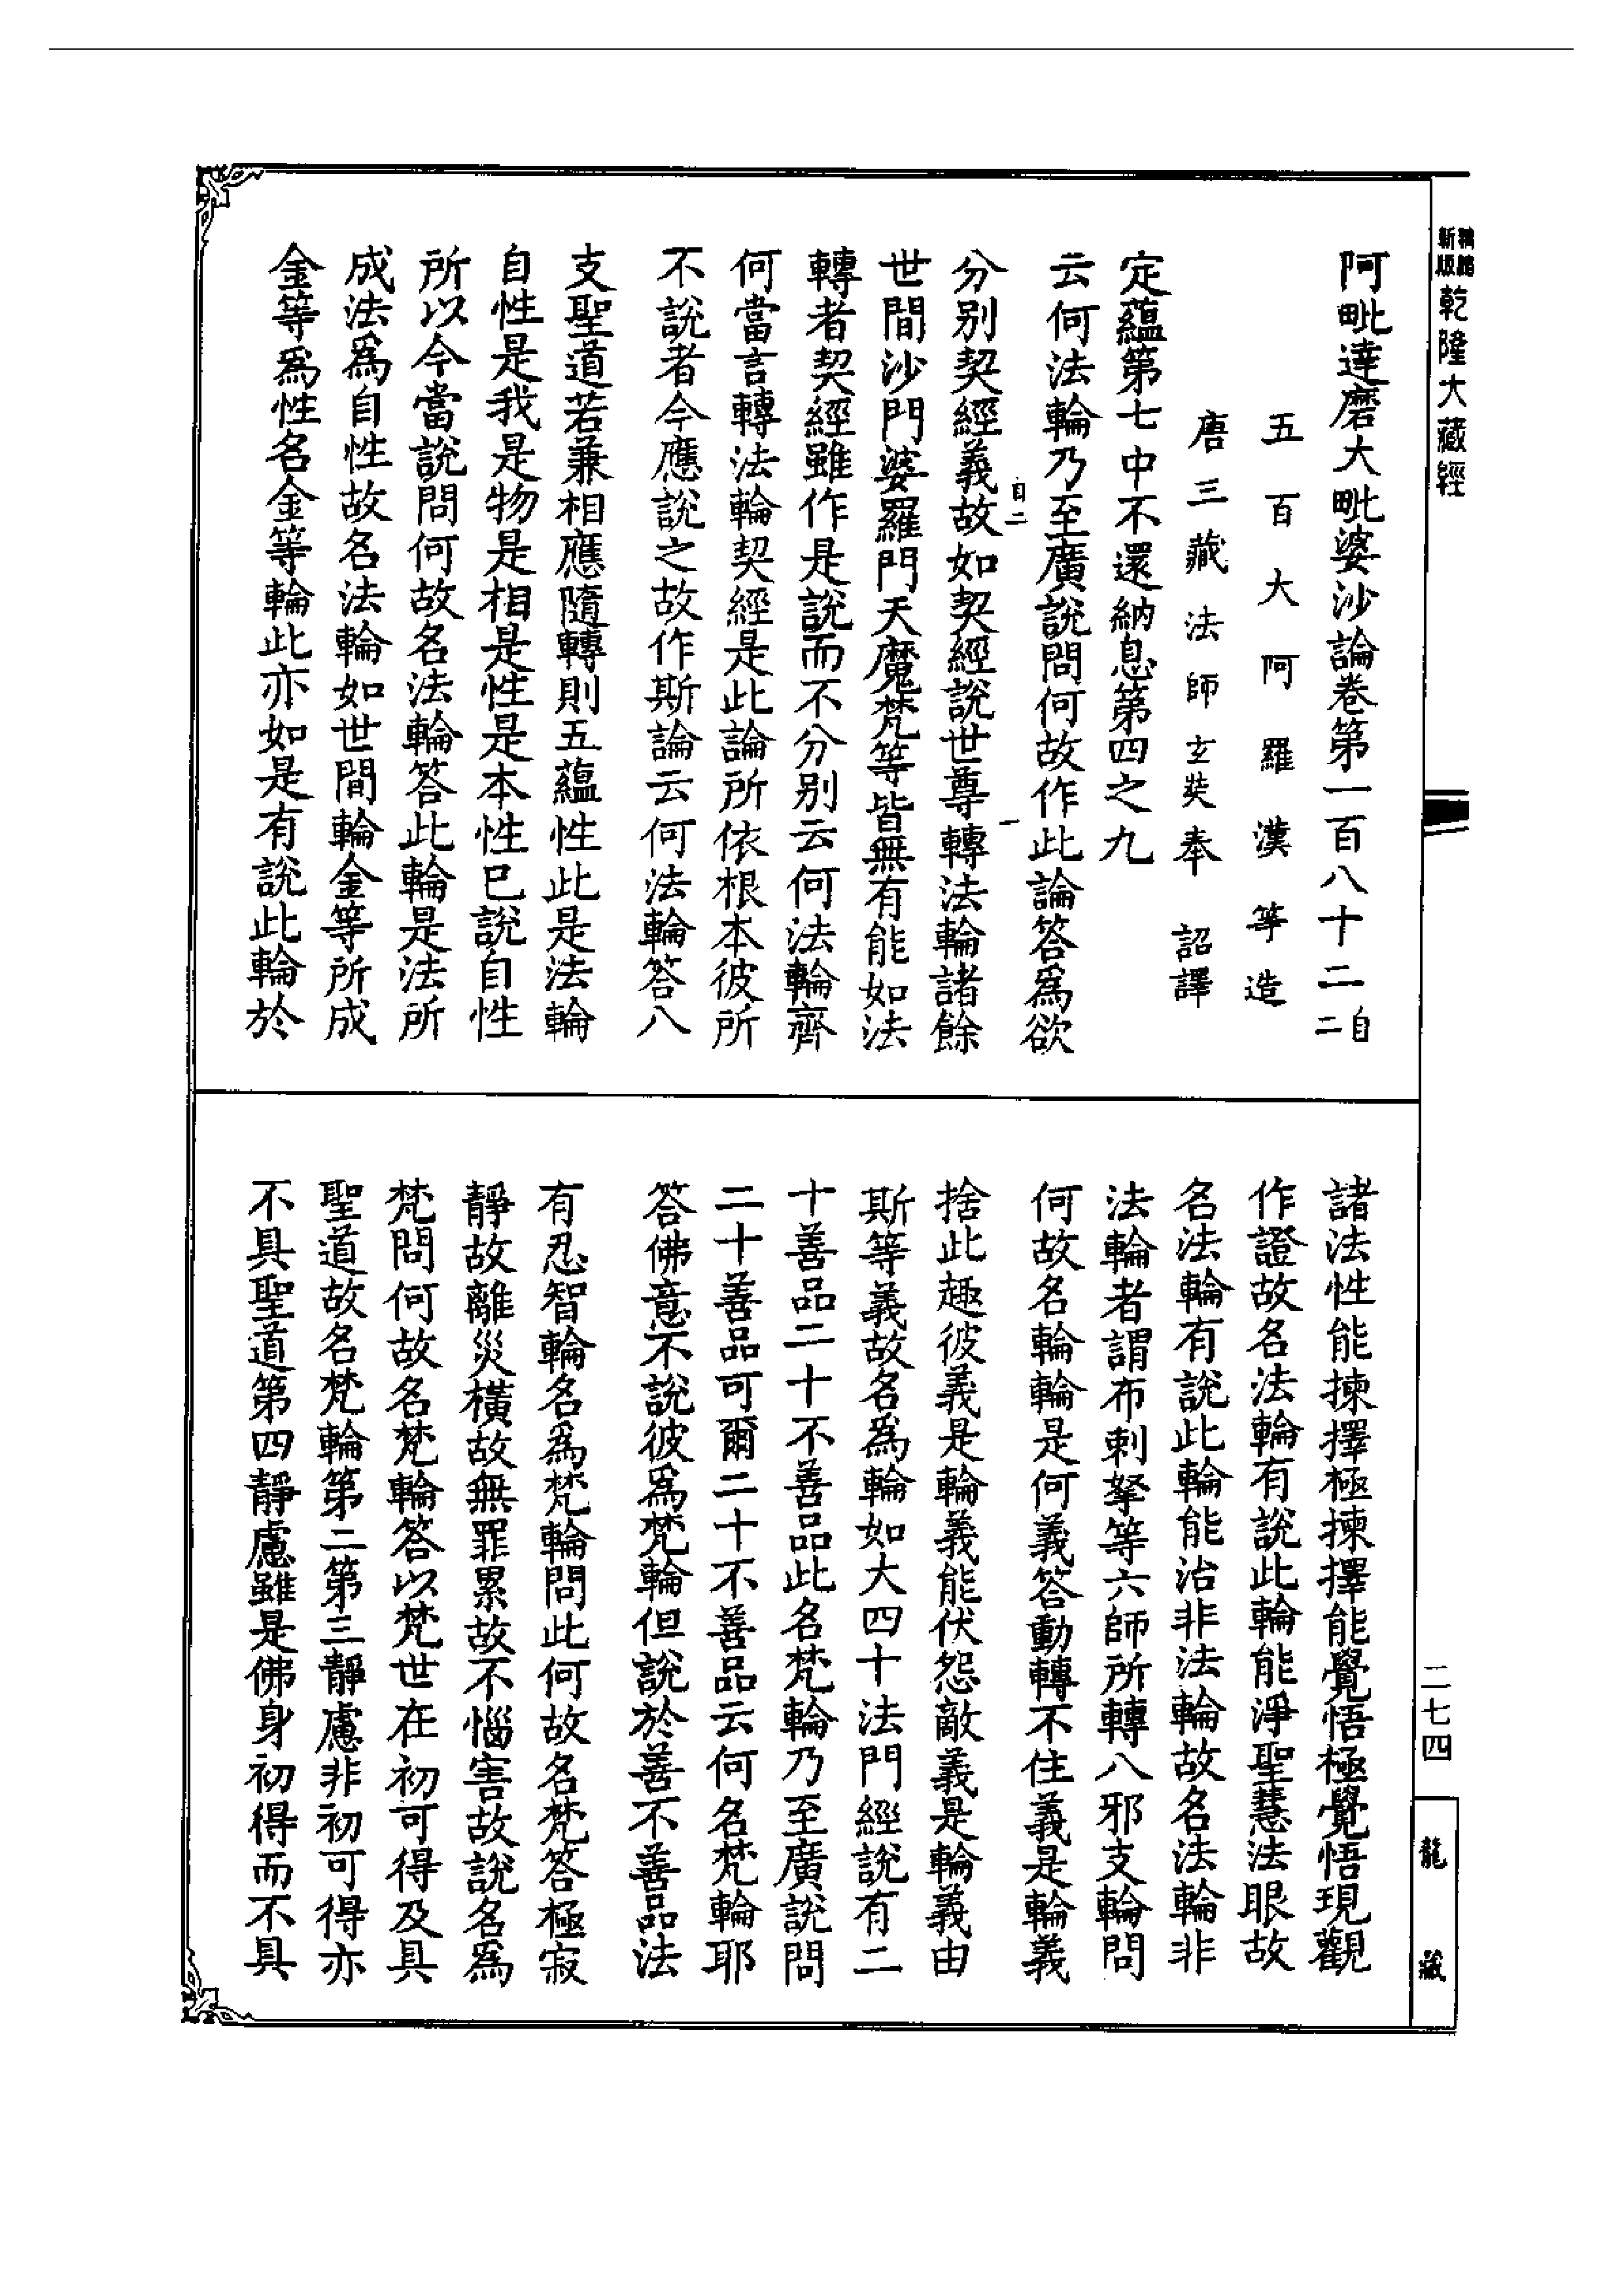 精縮
新版
乾隆大藏經
阿毗達磨大毗婆沙論卷第一百八十二 自二
五百大阿羅漢等造
唐三藏法師玄奘奉 詔譯
定蘊第七中不還納息第四之九
云何法輪乃至廣說問何故作此論答爲欲
自二 一
分别契經義故如契經說世尊轉法輪諸餘
世間沙門婆羅門天魔梵等皆無有能如法
轉者契經雖作是說而不分别云何法輪齊
何當言轉法輪契經是此論所依根本彼所
不說者今應說之故作斯論云何法輪答八
支聖道若兼相應隨轉則五蘊性此是法輪
自性是我是物是相是性是本性已說自性
所以今當說問何故名法輪答此輪是法所
成法爲自性故名法輪如世間輪金等所成
金等爲性名金等輪此亦如是有說此輪於
諸法性能揀擇極揀擇能覺悟極覺悟現觀
作證故名法輪有說此輪能淨聖慧法眼故
名法輪有說此輪能治非法輪故名法輪非
法輪者謂布剌拏等六師所轉八邪支輪問
何故名輪輪是何義答動轉不住義是輪義
捨此趣彼義是輪義能伏怨敵義是輪義由
斯等義故名爲輪如大四十法門經說有二
十善品二十不善品此名梵輪乃至廣說問
二十善品可爾二十不善品云何名梵輪耶
答佛意不說彼爲梵輪但說於善不善品法
有忍智輪名爲梵輪問此何故名梵答極寂
靜故離災橫故無罪累故不惱害故說名爲
梵問何故名梵輪答以梵世在初可得及具
聖道故名梵輪第二第三靜慮非初可得亦
不具聖道第四靜慮雖是佛身初得而不具
二七四
龍藏